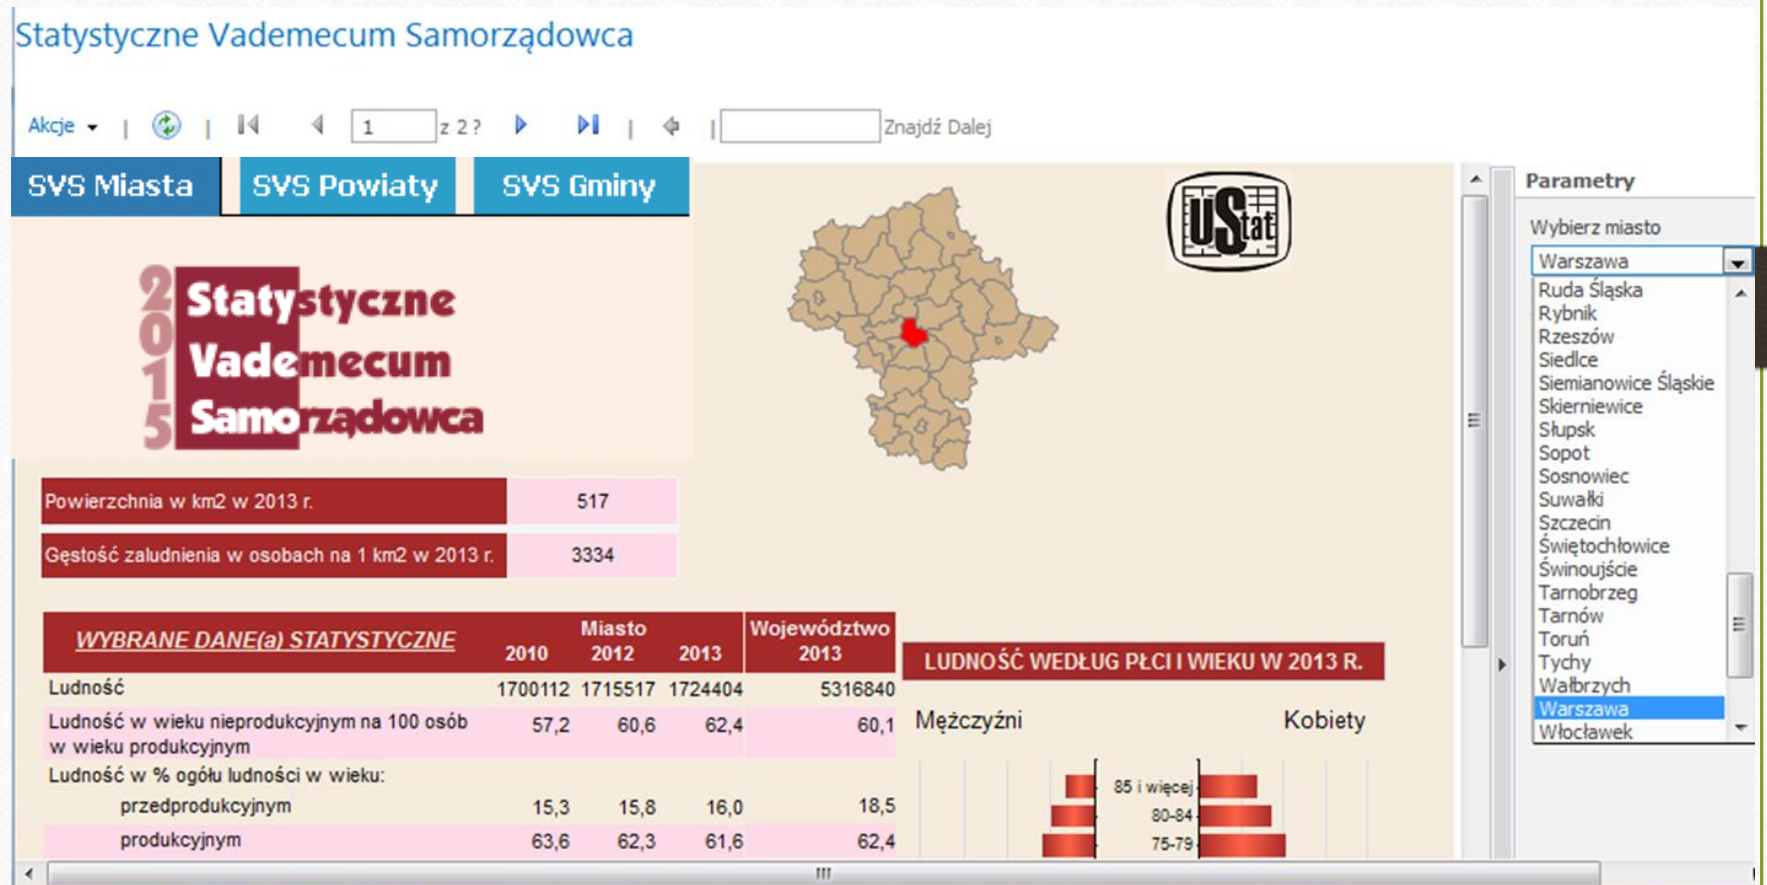 Statystyczne Vademecum Samorządowca
Akcje | | 1 z 2 ? | | Znajdź Dalej
SVS Miasta SVS Powiaty SVS Gminy
UStat
2015
Statystyczne
Vademecum
Samorządowca
Powierzchnia w km2 w 2013 r. 517
Gęstość zaludnienia w osobach na 1 km2 w 2013 r. 3334
WYBRANE DANE(a) STATYSTYCZNE Miasto Województwo
2010 2012 2013 2013
Ludność 1700112 1715517 1724404 5316840
Ludność w wieku nieprodukcyjnym na 100 osób 57,2 60,6 62,4 60,1
w wieku produkcyjnym
Ludność w % ogółu ludności w wieku:
przedprodukcyjnym 15,3 15,8 16,0 18,5
produkcyjnym 63,6 62,3 61,6 62,4
LUDNOŚĆ WEDŁUG PŁCI I WIEKU W 2013 R.
Mężczyźni Kobiety
85 i więcej
80-84
75-79
Parametry
Wybierz miasto
Warszawa
Ruda Śląska
Rybnik
Rzeszów
Siedlce
Siemianowice Śląskie
Skierniewice
Słupsk
Sopot
Sosnowiec
Suwałki
Szczecin
Świętochłowice
Świnoujście
Tarnobrzeg
Tarnów
Toruń
Tychy
Wałbrzych
Warszawa
Włocławek